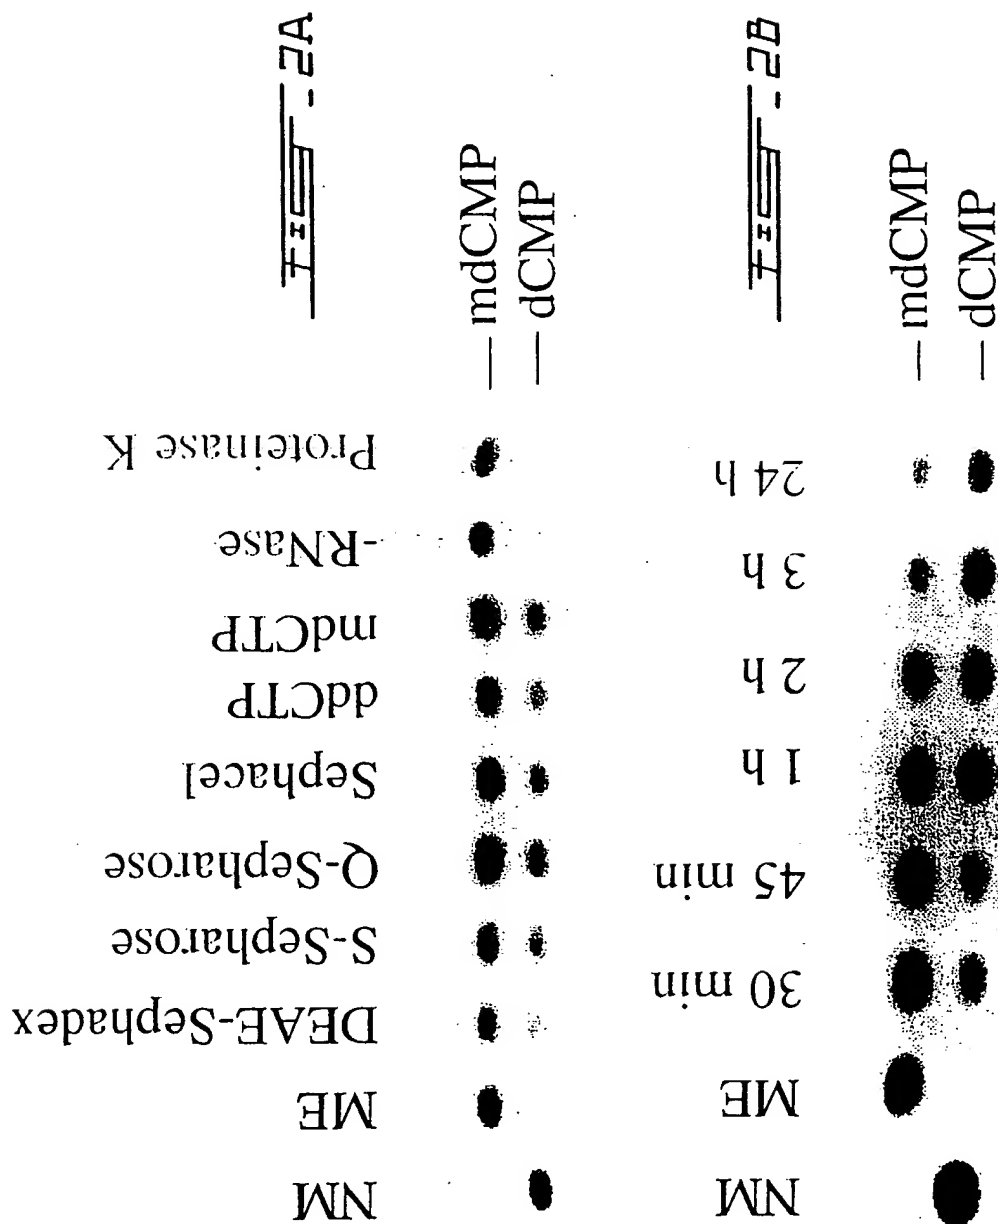 Fig-2A
NM
ME
DEAE-Sephadex
S-Sepharose
Q-Sepharose
Sephacel
ddCTP
mdCTP
-RNase
Proteinase K
mdCMP
dCMP
Fig-2B
NM
ME
30 min
45 min
1 h
2 h
3 h
24 h
mdCMP
dCMP